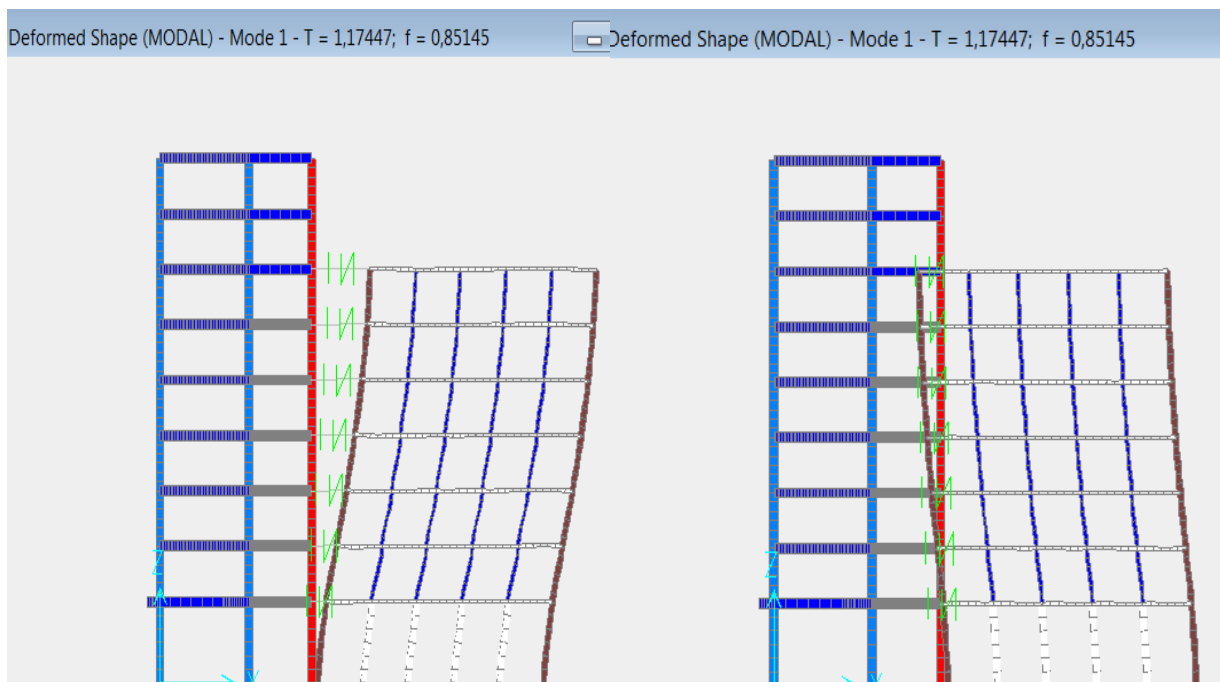 Deformed Shape (MODAL) - Mode 1 - T = 1,17447; f = 0,85145
Deformed Shape (MODAL) - Mode 1 - T = 1,17447; f = 0,85145
Z
Z